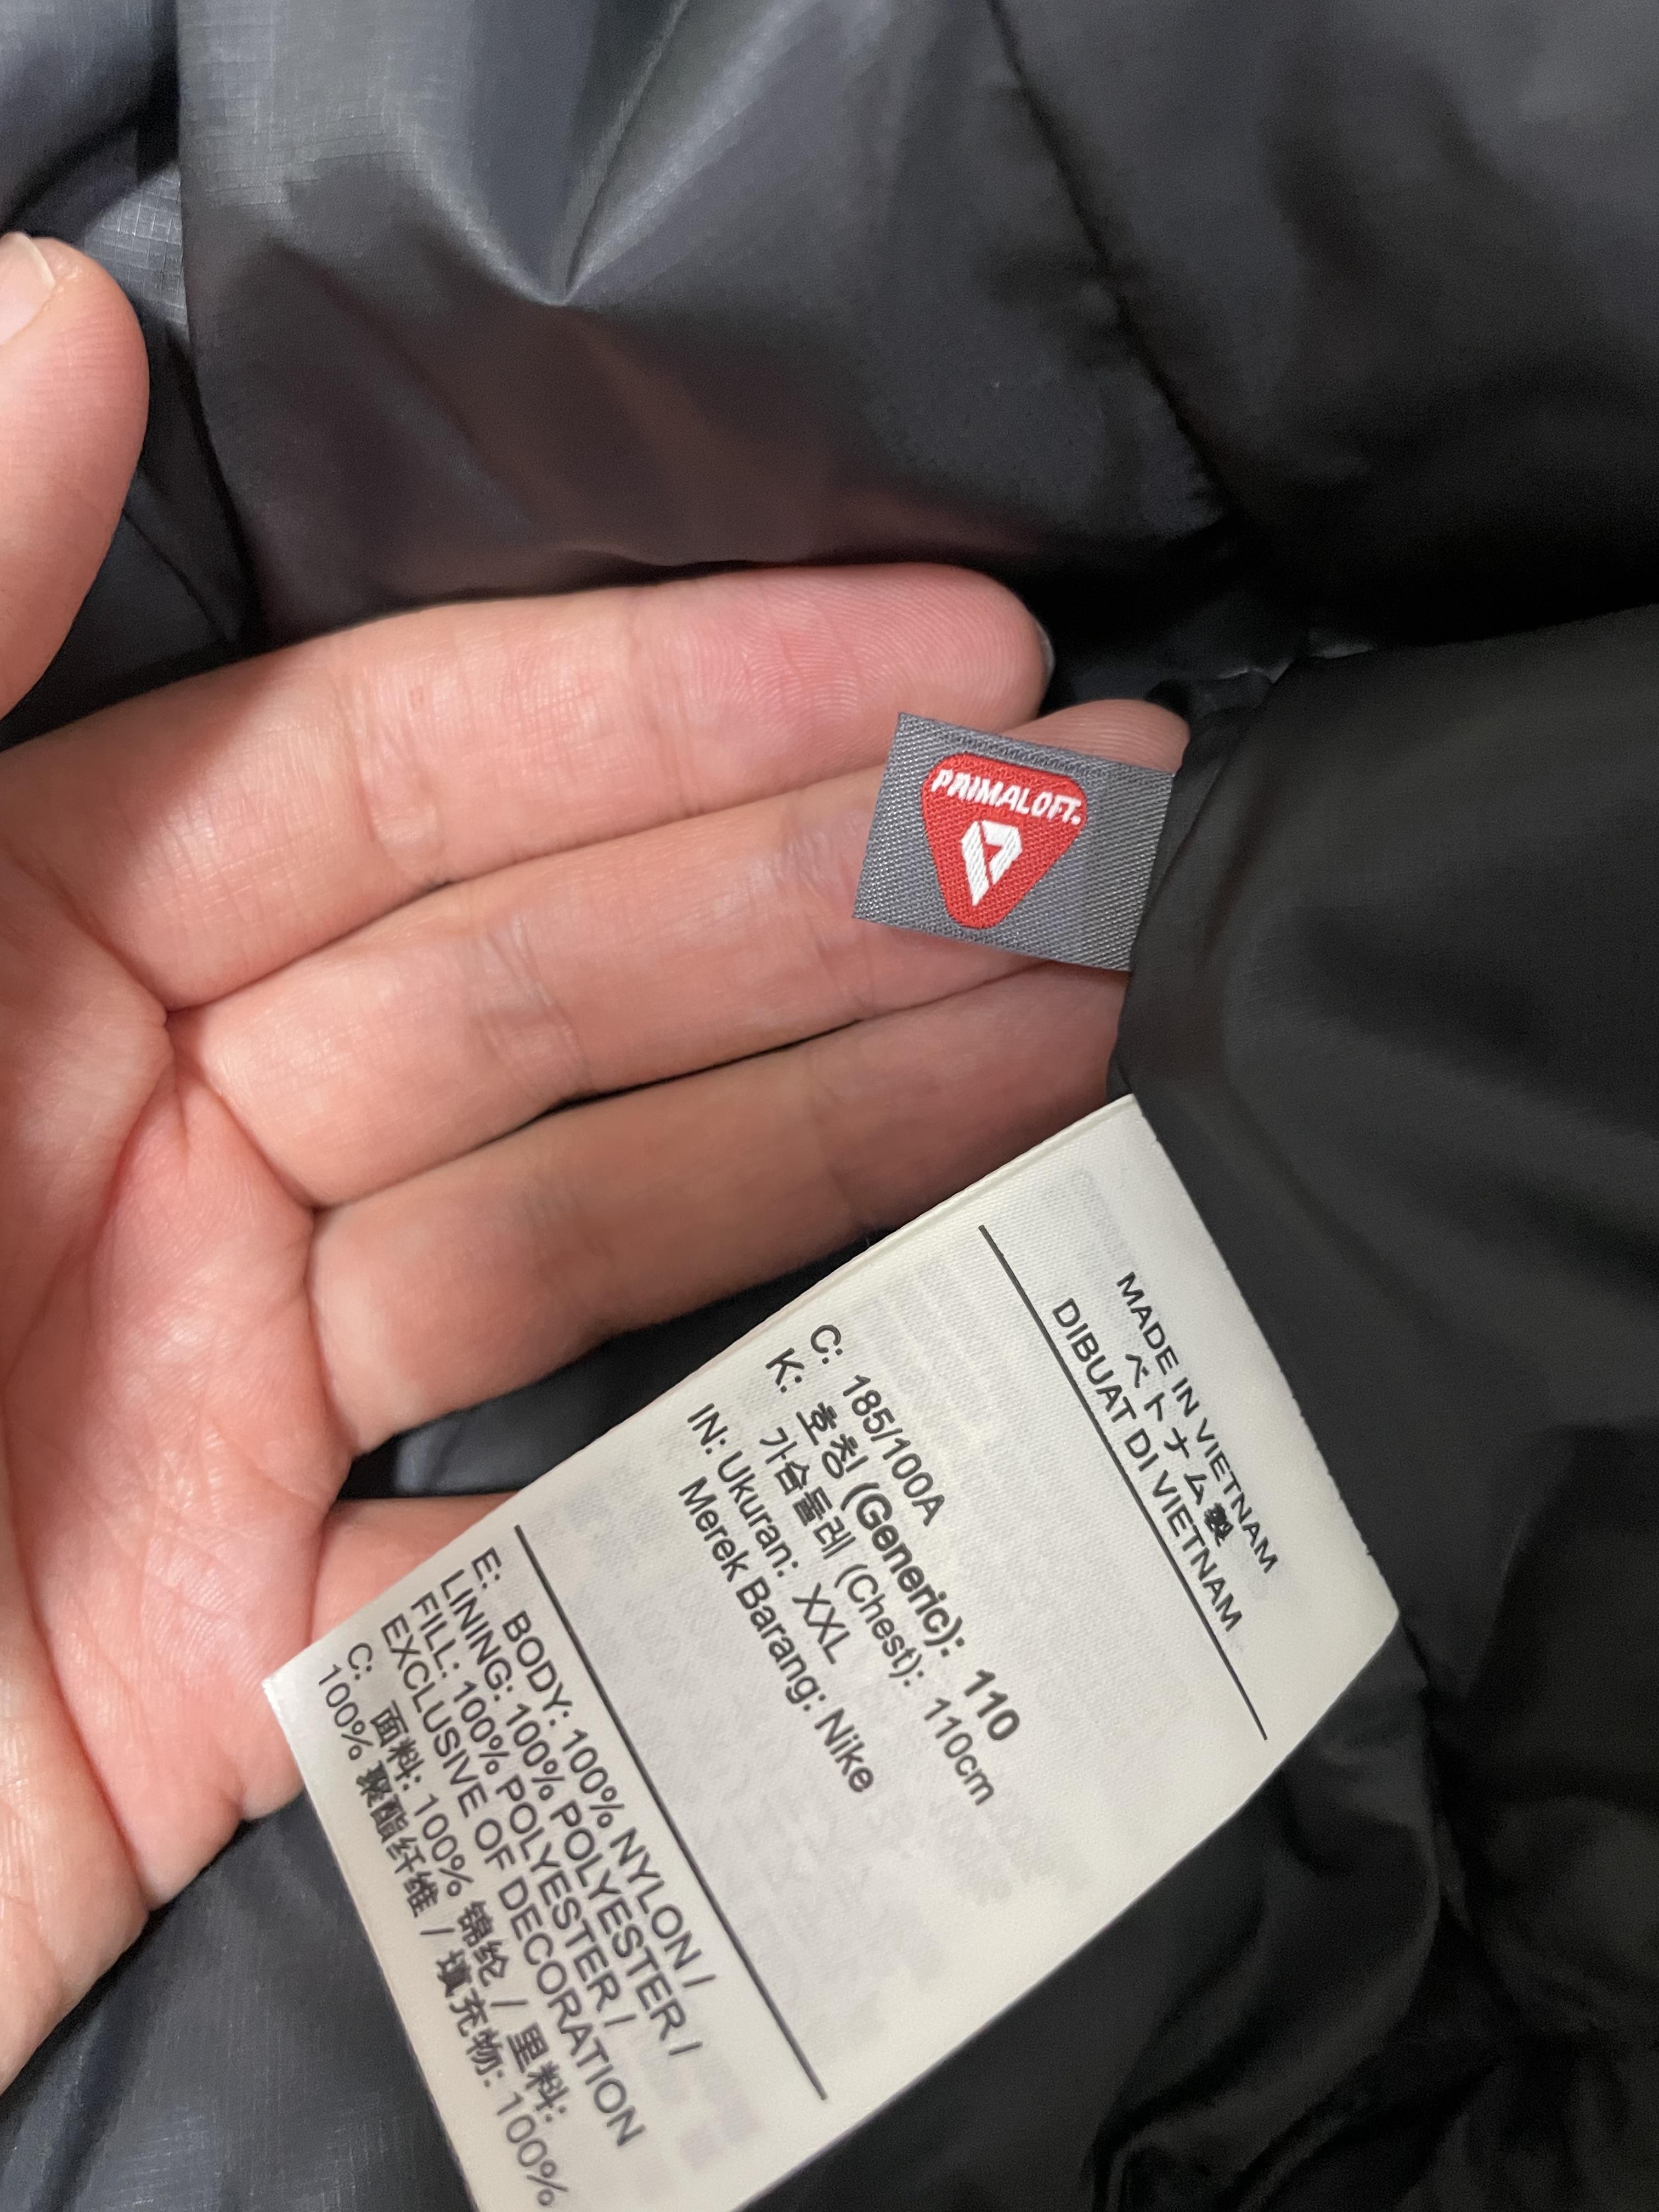 PRIMALOFT.
MADE IN VIETNAM
ベトナム製
DIBUAT DI VIETNAM
C: 185/100A
K: 호칭 (Generic): 110
가슴둘레 (Chest): 110cm
IN: Ukuran: XXL
Merek Barang: Nike
E: BODY: 100% NYLON /
LINING: 100% POLYESTER /
FILL: 100% POLYESTER /
EXCLUSIVE OF DECORATION
C: 面料: 100% 锦纶 / 里料:
100% 聚酯纤维 / 填充物: 100%